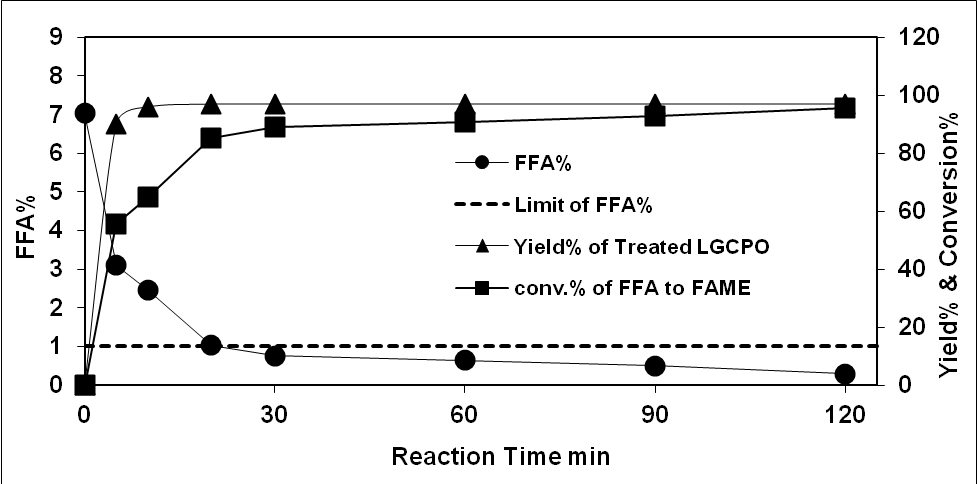 9
8
7
6
5
4
3
2
1
0
FFA%
120
100
80
60
40
20
0
Yield% & Conversion%
FFA%
Limit of FFA%
Yield% of Treated LGCPO
conv.% of FFA to FAME
0 30 60 90 120
Reaction Time min